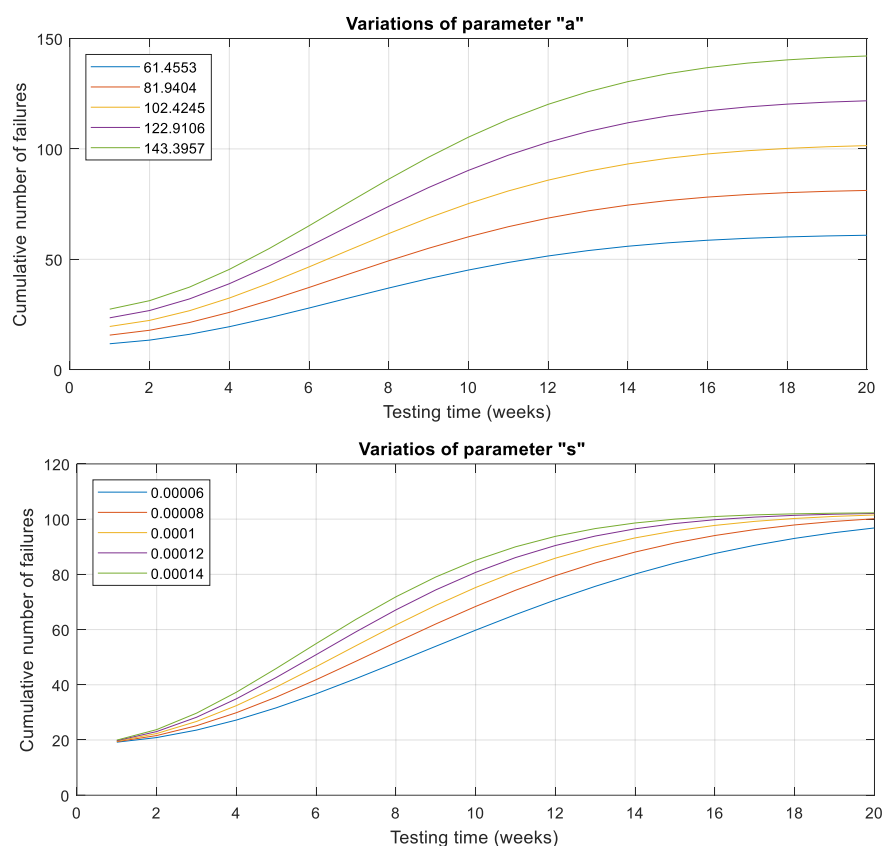 Variations of parameter "a"
150
100
50
0
61.4553
81.9404
102.4245
122.9106
143.3957
0 2 4 6 8 10 12 14 16 18 20
Cumulative number of failures
Testing time (weeks)
Variatios of parameter "s"
120
100
80
60
40
20
0
0.00006
0.00008
0.0001
0.00012
0.00014
0 2 4 6 8 10 12 14 16 18 20
Cumulative number of failures
Testing time (weeks)